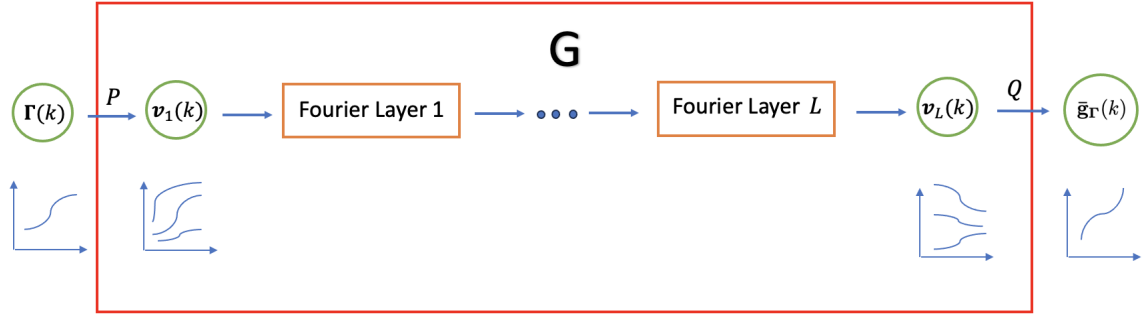 G
Γ(k)
P
v₁(k)
Fourier Layer 1
Fourier Layer L
v_L(k)
Q
ḡ_Γ(k)